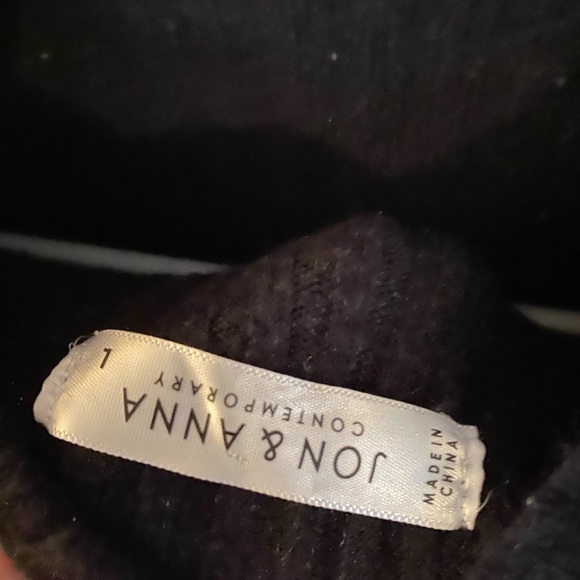 JON & ANNA
CONTEMPORARY
L
MADE IN
CHINA